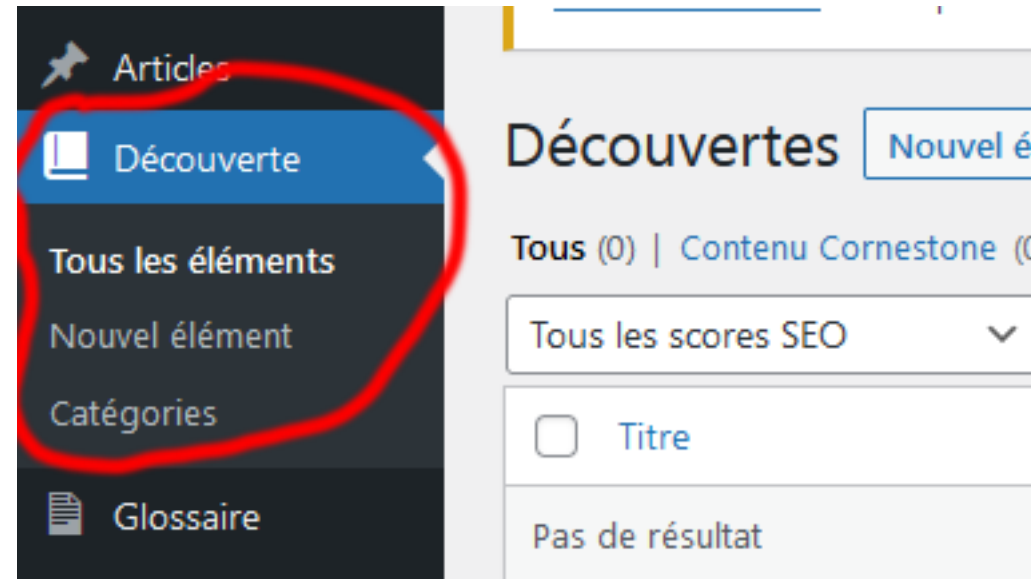 Articles
Découverte
Tous les éléments
Nouvel élément
Catégories
Glossaire
Découvertes
Nouvel é
Tous (0) | Contenu Cornestone (0
Tous les scores SEO
Titre
Pas de résultat